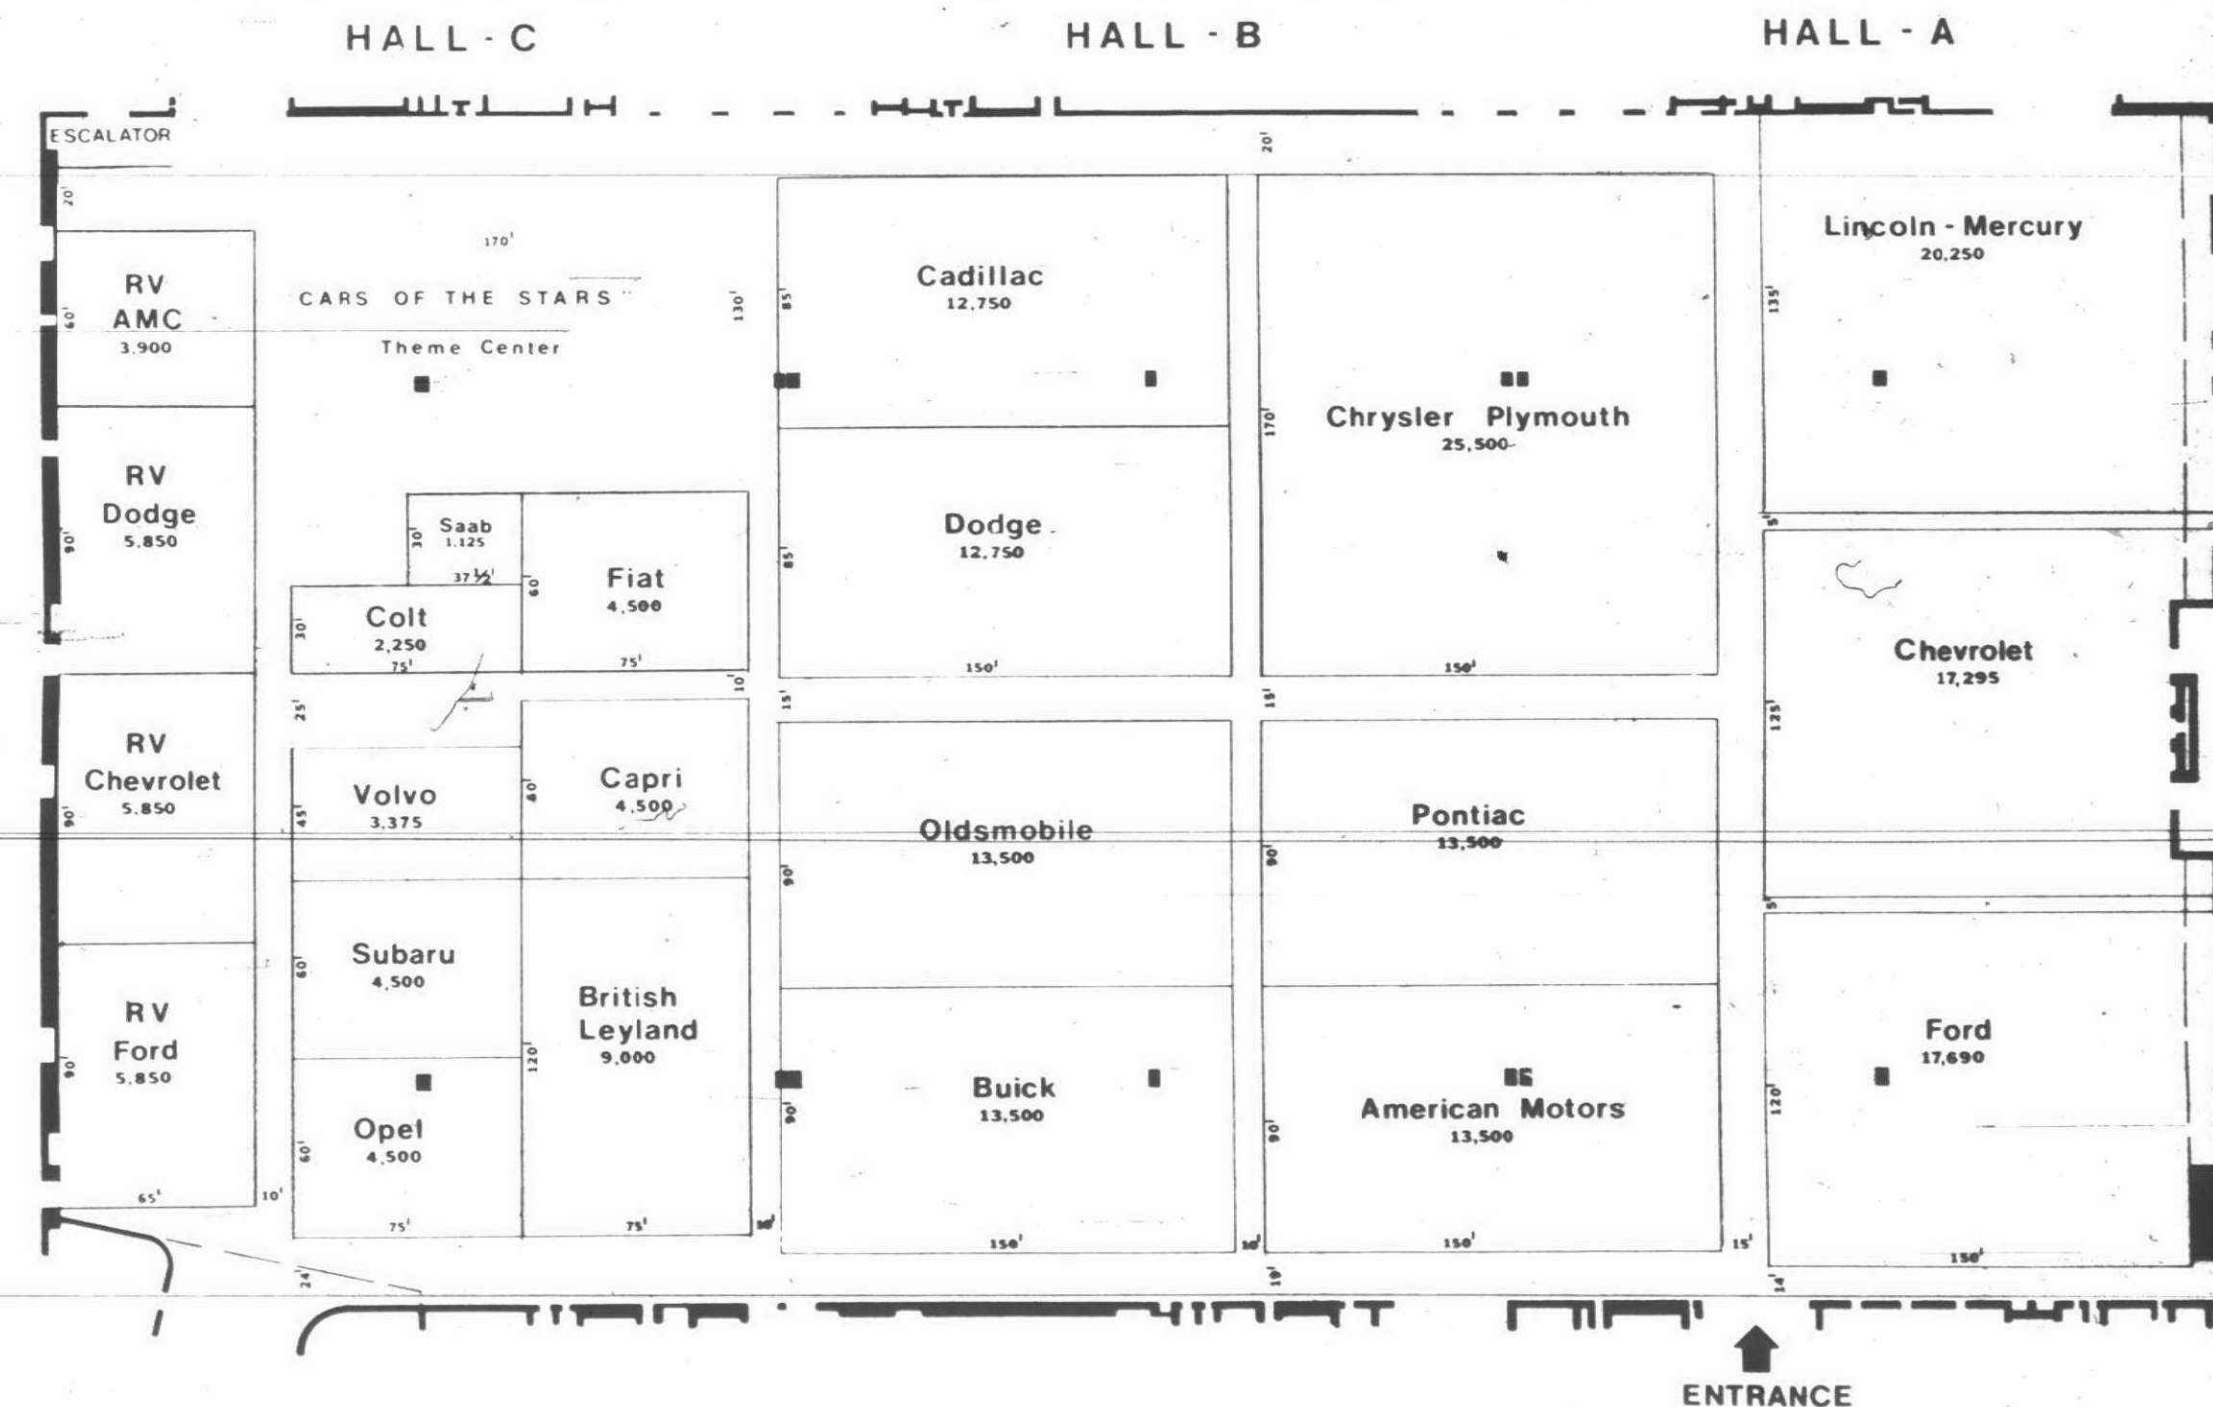 HALL - C
HALL - B
HALL - A
ESCALATOR
20'
20'
170'
CARS OF THE STARS"
Theme Center
130'
RV
AMC
3.900
60'
RV
Dodge
5.850
90'
RV
Chevrolet
5.850
90'
RV
Ford
5.850
90'
65'
10'
Saab
1.125
30'
37½'
Colt
2,250
30'
75'
Fiat
4,500
60'
75'
10'
25'
Volvo
3.375
45'
Capri
4,500
60'
Subaru
4,500
60'
British
Leyland
9,000
120'
75'
Opel
4,500
60'
75'
24'
10'
Cadillac
12,750
85'
Dodge
12,750
85'
150'
15'
Oldsmobile
13,500
90'
Buick
13,500
90'
150'
10'
Chrysler Plymouth
25,500
170'
150'
15'
Pontiac
13,500
90'
American Motors
13,500
90'
150'
15'
19'
Lincoln - Mercury
20,250
135'
5'
Chevrolet
17,295
125'
5'
Ford
17,690
120'
150'
14'
ENTRANCE